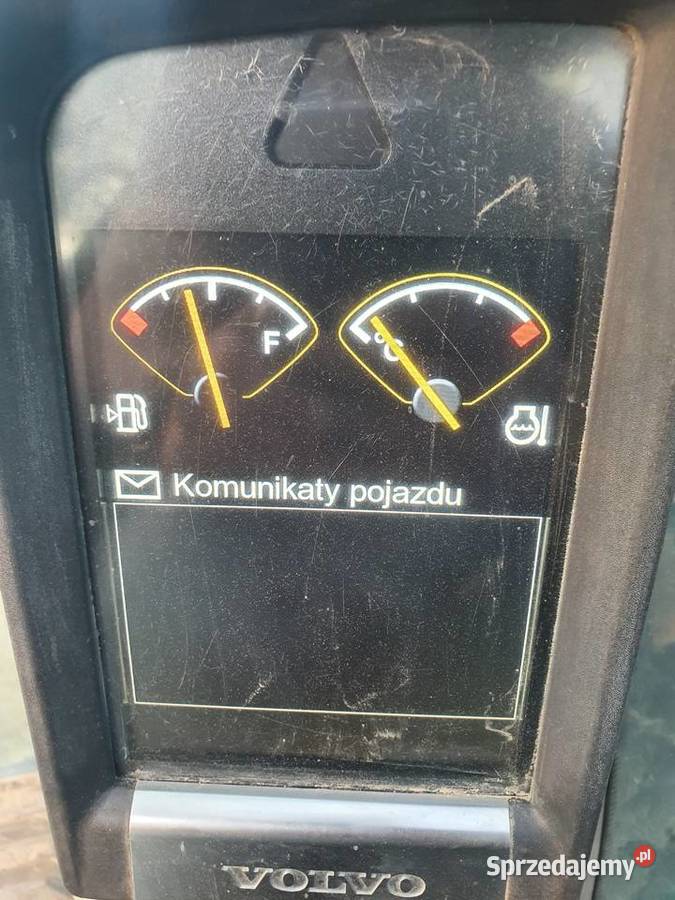 F
°C
Komunikaty pojazdu
VOLVO
Sprzedajemy.pl